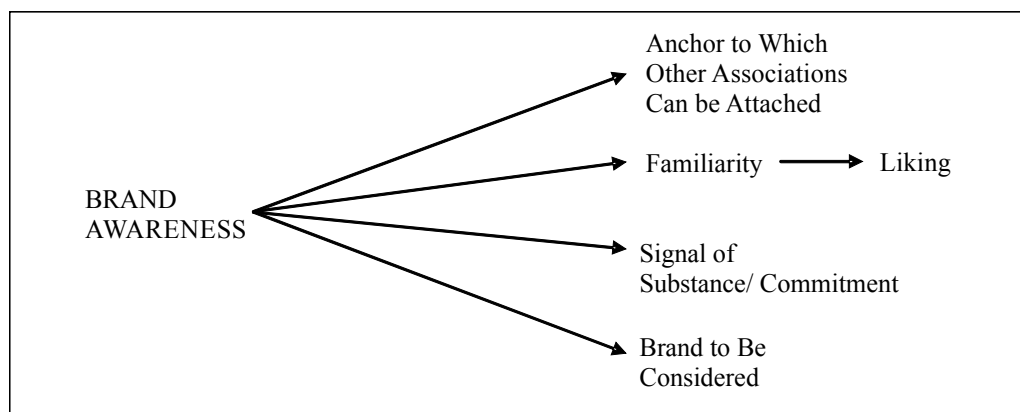 Anchor to Which
Other Associations
Can be Attached
Familiarity
Liking
BRAND
AWARENESS
Signal of
Substance/ Commitment
Brand to Be
Considered